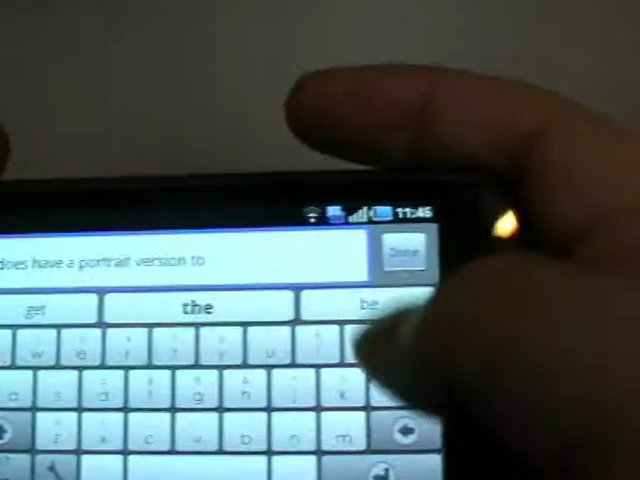 11:45
does have a portrait version to
Done
get the be
w e r t y u i
a s d f g h j k
z x c v b n m